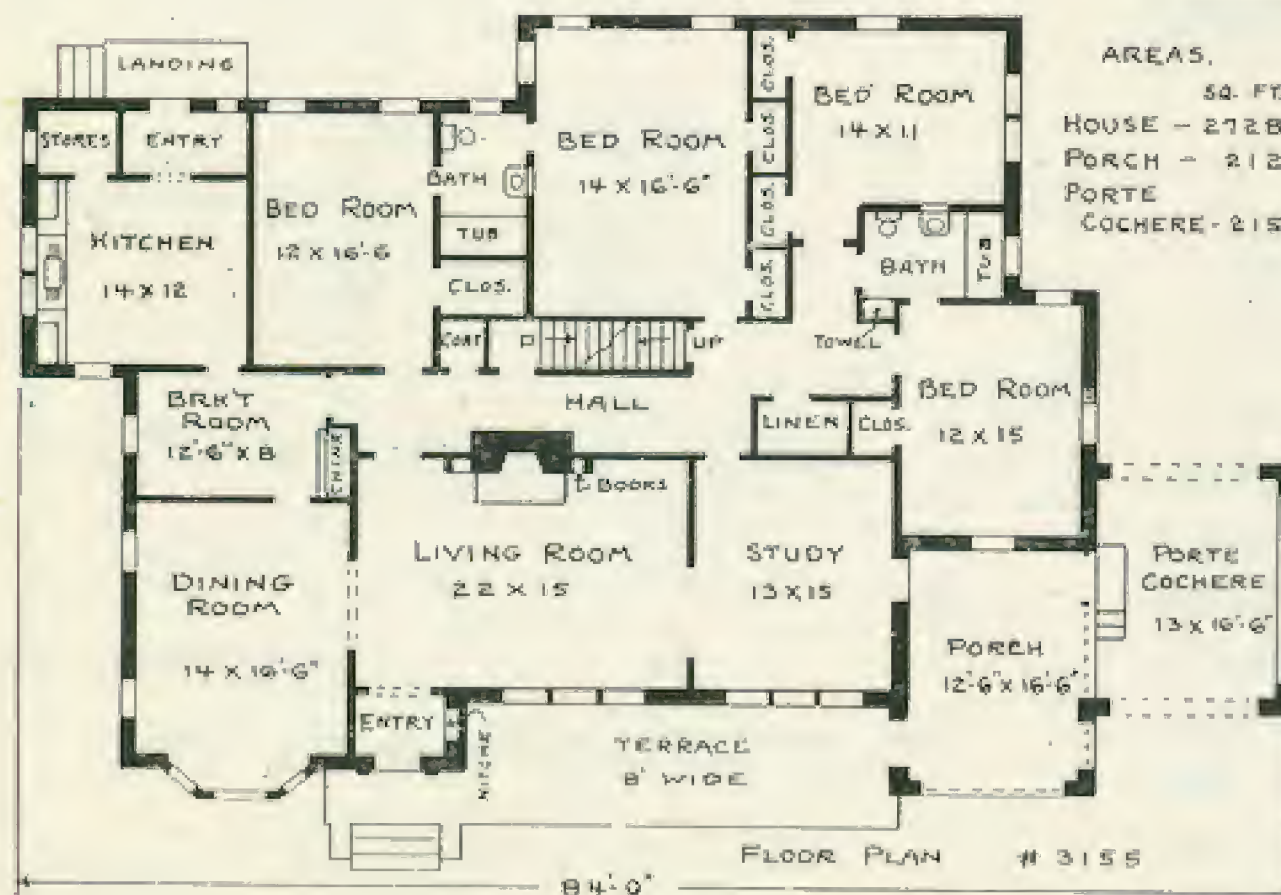 LANDING
STORES
ENTRY
KITCHEN
14 X 12
BED ROOM
12 X 16'-6
BATH
TUB
CLOS.
COAT
BED ROOM
14 X 16'-6"
CLOS.
CLOS.
CLOS.
CLOS.
BED ROOM
14 X 11
BATH
TUB
TOWEL
AREAS.
SQ. FT.
HOUSE - 2728
PORCH - 212
PORTE
COCHERE - 215
D
UP
HALL
LINEN
CLOS.
BED ROOM
12 X 15
BRK'T
ROOM
12'-6" X 8
CHINA
BOOKS
LIVING ROOM
22 X 15
STUDY
13 X 15
DINING
ROOM
14 X 16'-6"
ENTRY
NITCHE
TERRACE
8' WIDE
PORCH
12'-6" X 16'-6"
PORTE
COCHERE
13 X 16'-6"
FLOOR PLAN # 3155
84'-0"